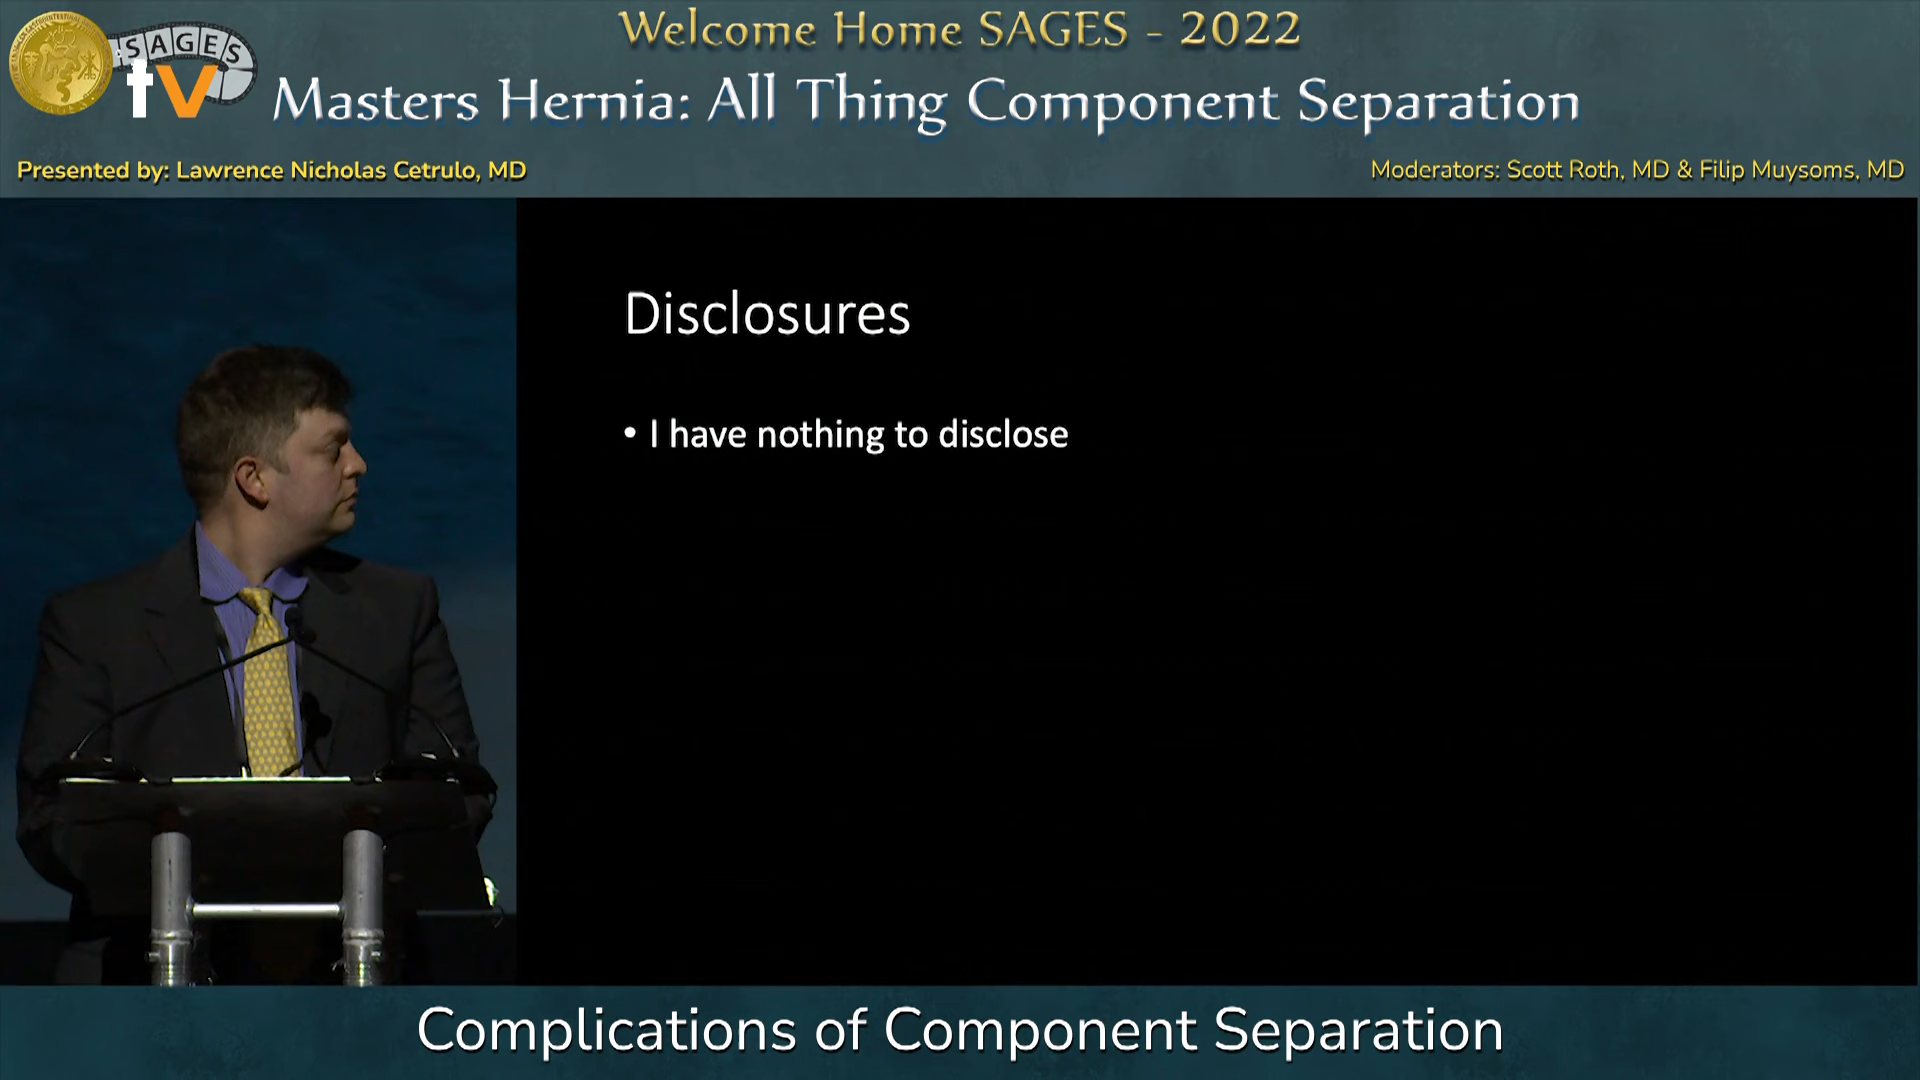 Welcome Home SAGES - 2022
SAGES
tv
Masters Hernia: All Thing Component Separation
Presented by: Lawrence Nicholas Cetrulo, MD
Moderators: Scott Roth, MD & Filip Muysoms, MD
Disclosures
• I have nothing to disclose
Complications of Component Separation